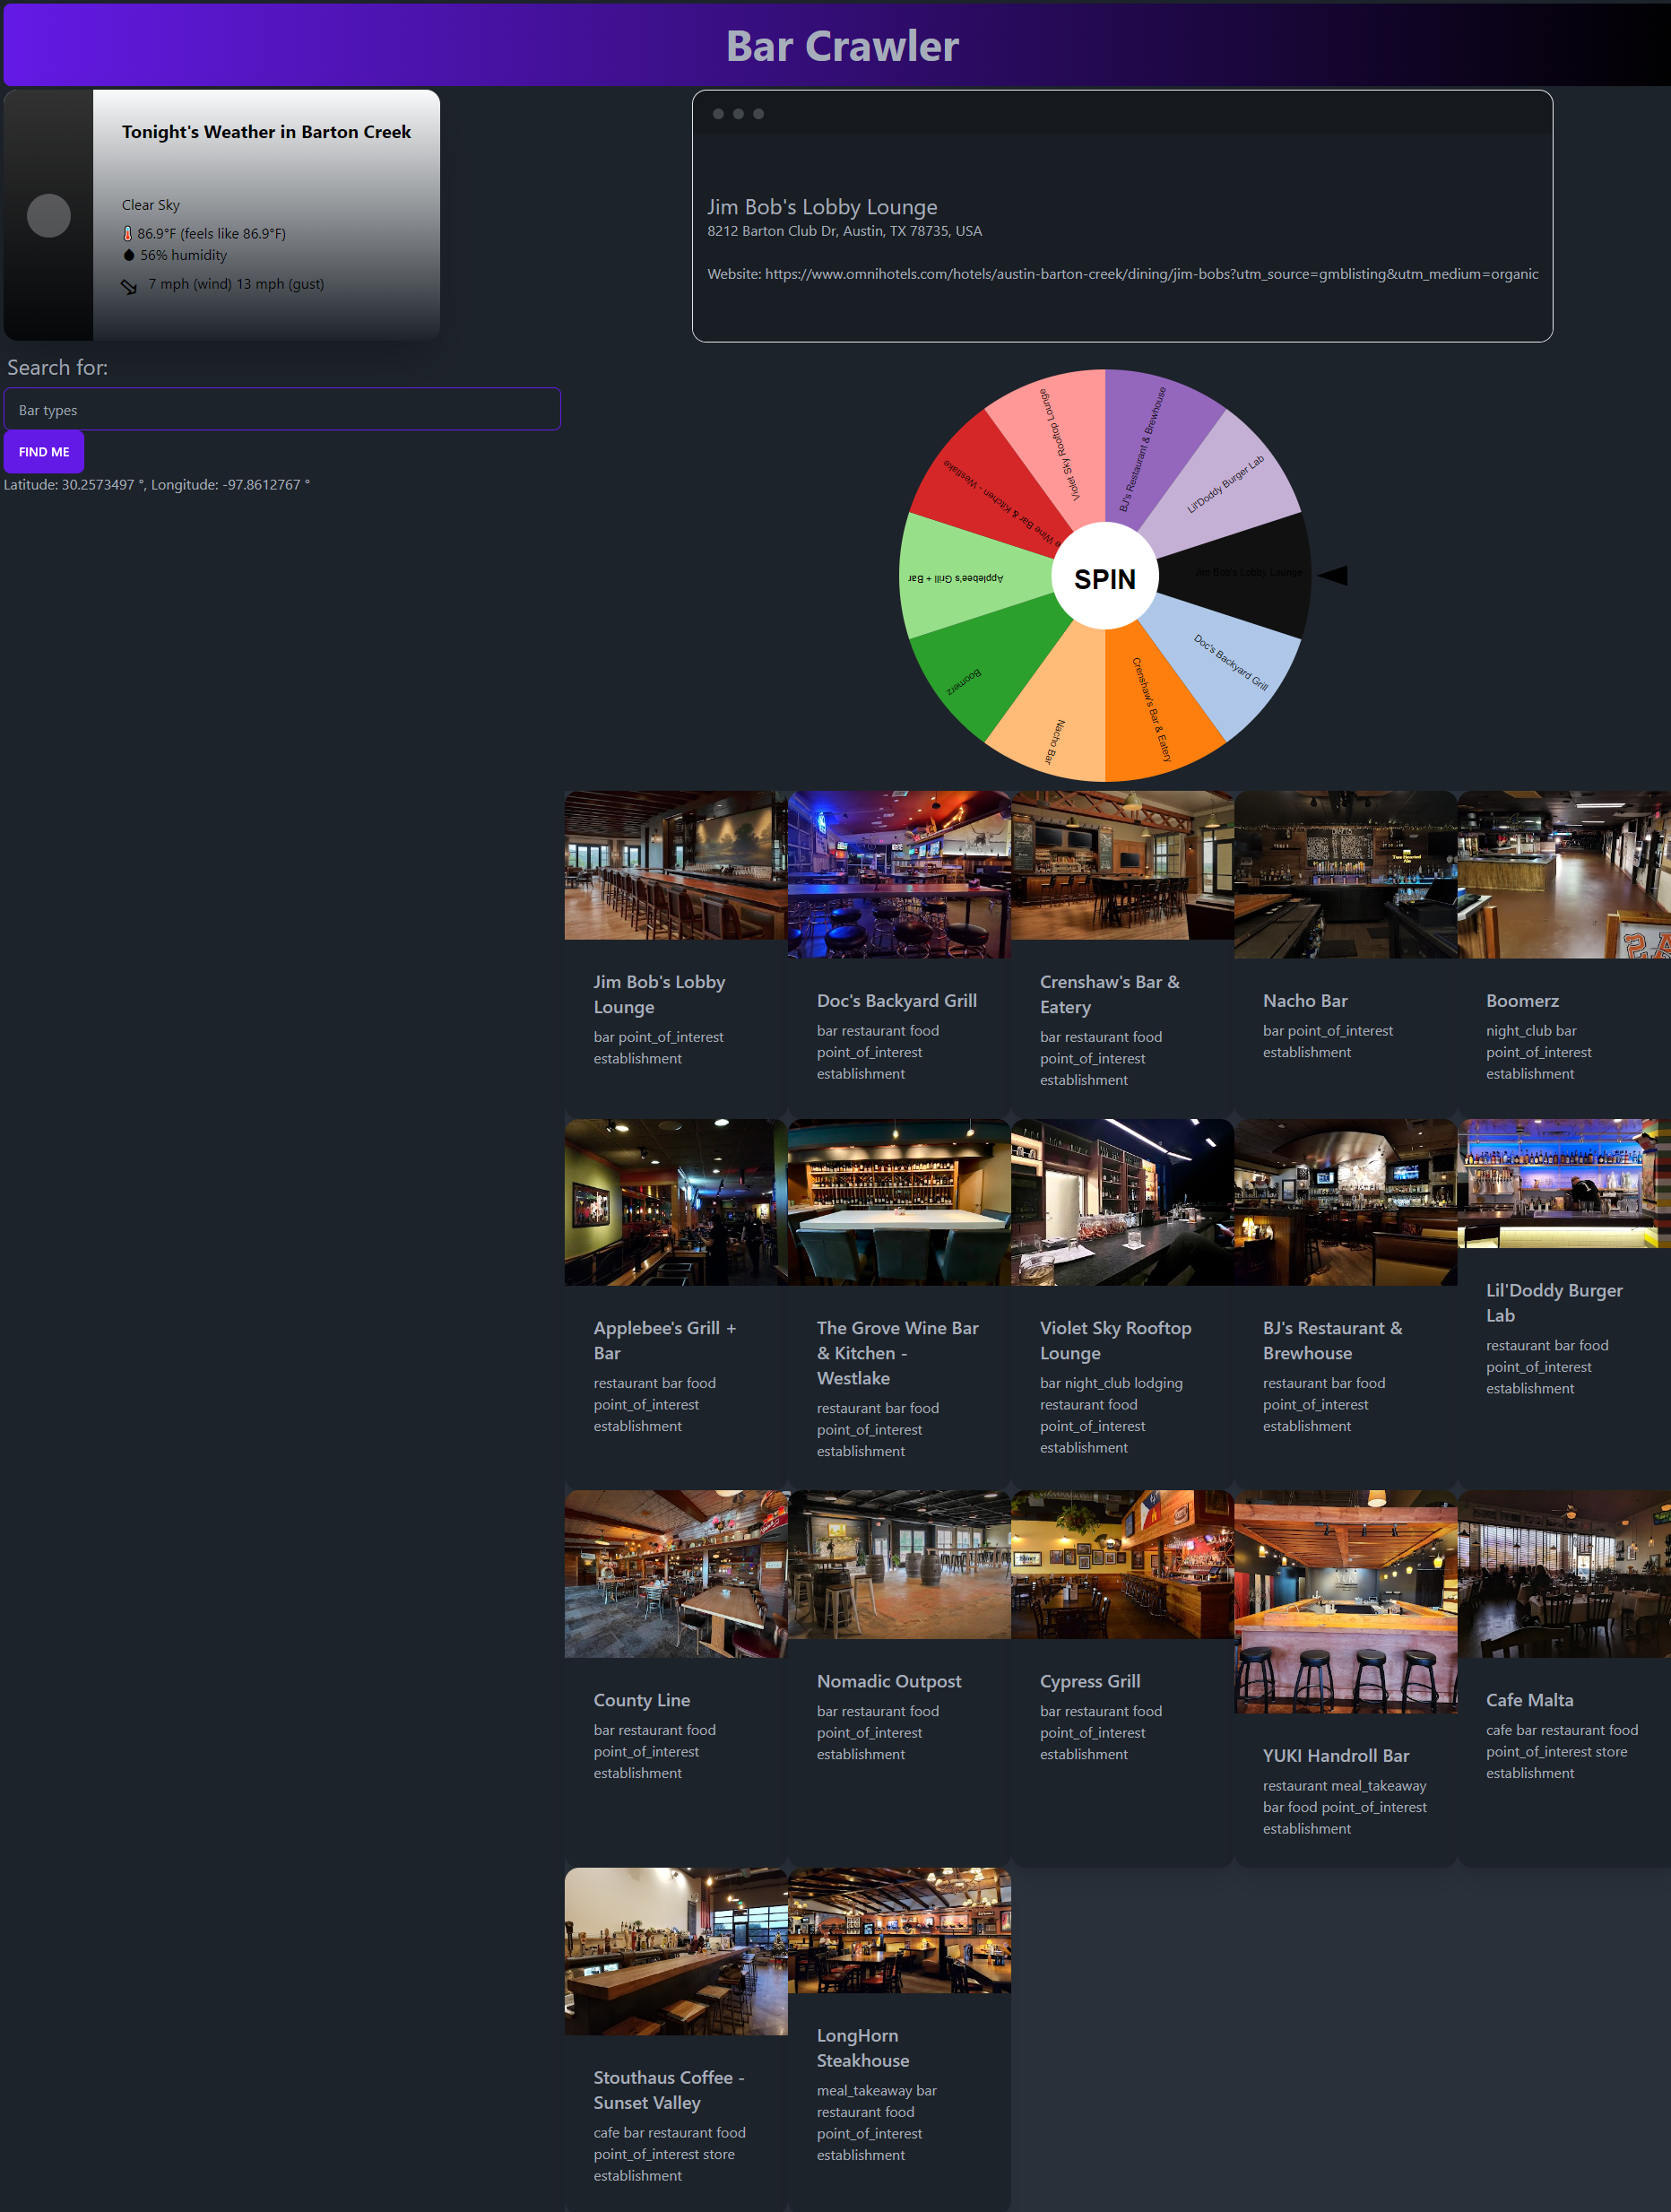 Bar Crawler
Tonight's Weather in Barton Creek
Clear Sky
86.9°F (feels like 86.9°F)
56% humidity
7 mph (wind) 13 mph (gust)
Jim Bob's Lobby Lounge
8212 Barton Club Dr, Austin, TX 78735, USA
Website: https://www.omnihotels.com/hotels/austin-barton-creek/dining/jim-bobs?utm_source=gmblisting&utm_medium=organic
Search for:
Bar types
FIND ME
Latitude: 30.2573497 °, Longitude: -97.8612767 °
Violet Sky Rooftop Lounge
BJ's Restaurant & Brewhouse
Lil'Doddy Burger Lab
e Wine Bar & Kitchen - Westlake
Applebee's Grill + Bar
SPIN
Jim Bob's Lobby Lounge
Boomerz
Nacho Bar
Crenshaw's Bar & Eatery
Doc's Backyard Grill
Jim Bob's Lobby
Lounge
bar point_of_interest
establishment
Doc's Backyard Grill
bar restaurant food
point_of_interest
establishment
Crenshaw's Bar &
Eatery
bar restaurant food
point_of_interest
establishment
Nacho Bar
bar point_of_interest
establishment
Boomerz
night_club bar
point_of_interest
establishment
Applebee's Grill +
Bar
restaurant bar food
point_of_interest
establishment
The Grove Wine Bar
& Kitchen -
Westlake
restaurant bar food
point_of_interest
establishment
Violet Sky Rooftop
Lounge
bar night_club lodging
restaurant food
point_of_interest
establishment
BJ's Restaurant &
Brewhouse
restaurant bar food
point_of_interest
establishment
Lil'Doddy Burger
Lab
restaurant bar food
point_of_interest
establishment
County Line
bar restaurant food
point_of_interest
establishment
Nomadic Outpost
bar restaurant food
point_of_interest
establishment
Cypress Grill
bar restaurant food
point_of_interest
establishment
YUKI Handroll Bar
restaurant meal_takeaway
bar food point_of_interest
establishment
Cafe Malta
cafe bar restaurant food
point_of_interest store
establishment
Stouthaus Coffee -
Sunset Valley
cafe bar restaurant food
point_of_interest store
establishment
LongHorn
Steakhouse
meal_takeaway bar
restaurant food
point_of_interest
establishment